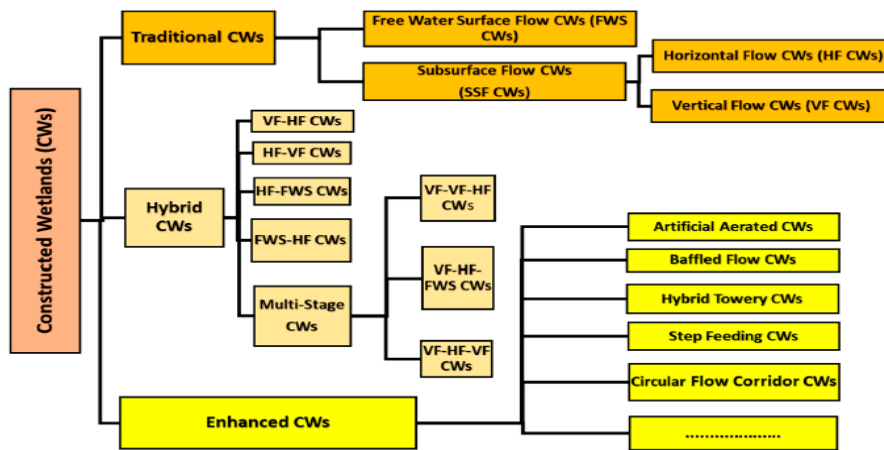 Constructed Wetlands (CWs)
Traditional CWs
Free Water Surface Flow CWs (FWS
CWs)
Subsurface Flow CWs
(SSF CWs)
Horizontal Flow CWs (HF CWs)
Vertical Flow CWs (VF CWs)
Hybrid
CWs
VF-HF CWs
HF-VF CWs
HF-FWS CWs
FWS-HF CWs
Multi-Stage
CWs
VF-VF-HF
CWs
VF-HF-
FWS CWs
VF-HF-VF
CWs
Enhanced CWs
Artificial Aerated CWs
Baffled Flow CWs
Hybrid Towery CWs
Step Feeding CWs
Circular Flow Corridor CWs
...................